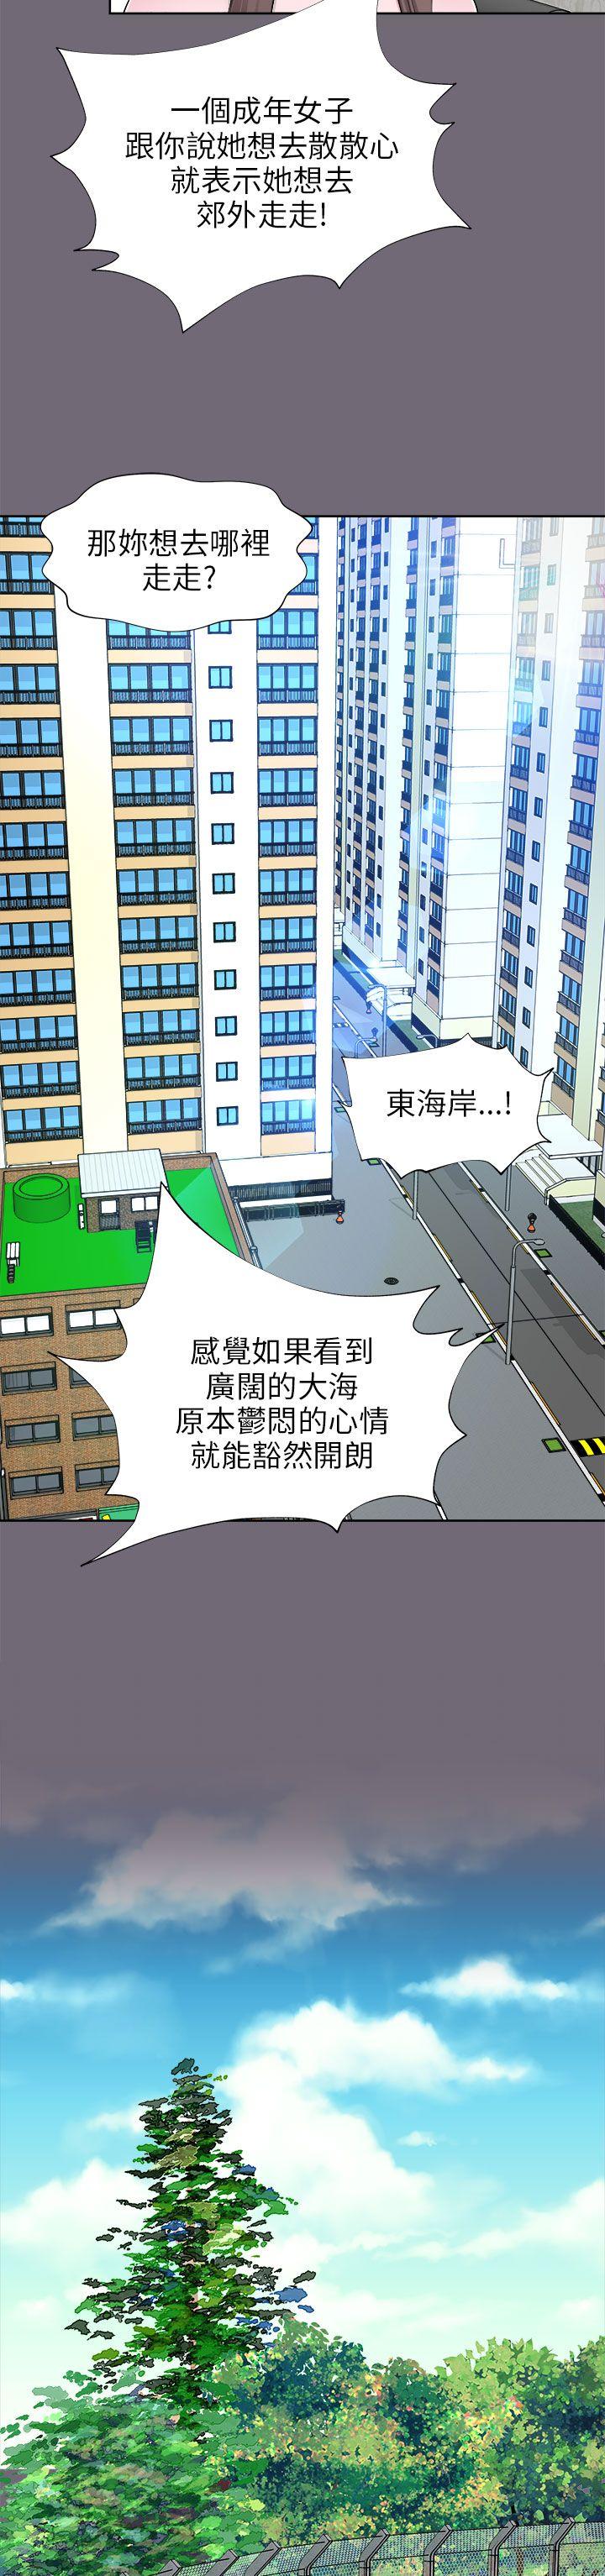 一個成年女子
跟你說她想去散散心
就表示她想去
郊外走走!
那妳想去哪裡
走走?
東海岸...!
感覺如果看到
廣闊的大海
原本鬱悶的心情
就能豁然開朗